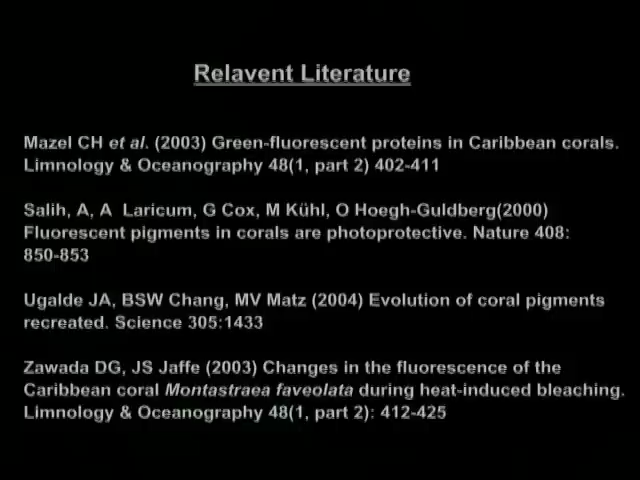 Relavent Literature
Mazel CH et al. (2003) Green-fluorescent proteins in Caribbean corals.
Limnology & Oceanography 48(1, part 2) 402-411
Salih, A, A  Laricum, G Cox, M Kühl, O Hoegh-Guldberg(2000)
Fluorescent pigments in corals are photoprotective. Nature 408:
850-853
Ugalde JA, BSW Chang, MV Matz (2004) Evolution of coral pigments
recreated. Science 305:1433
Zawada DG, JS Jaffe (2003) Changes in the fluorescence of the
Caribbean coral Montastraea faveolata during heat-induced bleaching.
Limnology & Oceanography 48(1, part 2): 412-425